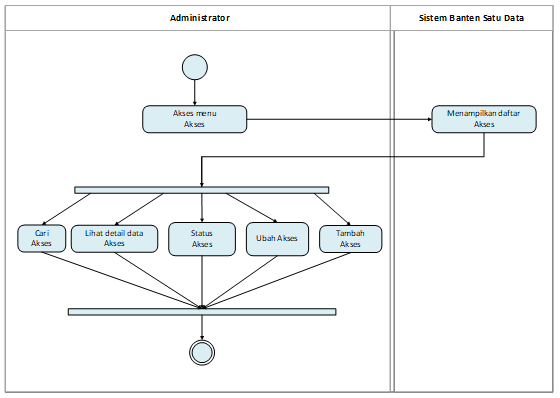 Administrator
Sistem Banten Satu Data
Akses menu
Akses
Menampilkan daftar
Akses
Cari
Akses
Lihat detail data
Akses
Status
Akses
Ubah Akses
Tambah
Akses